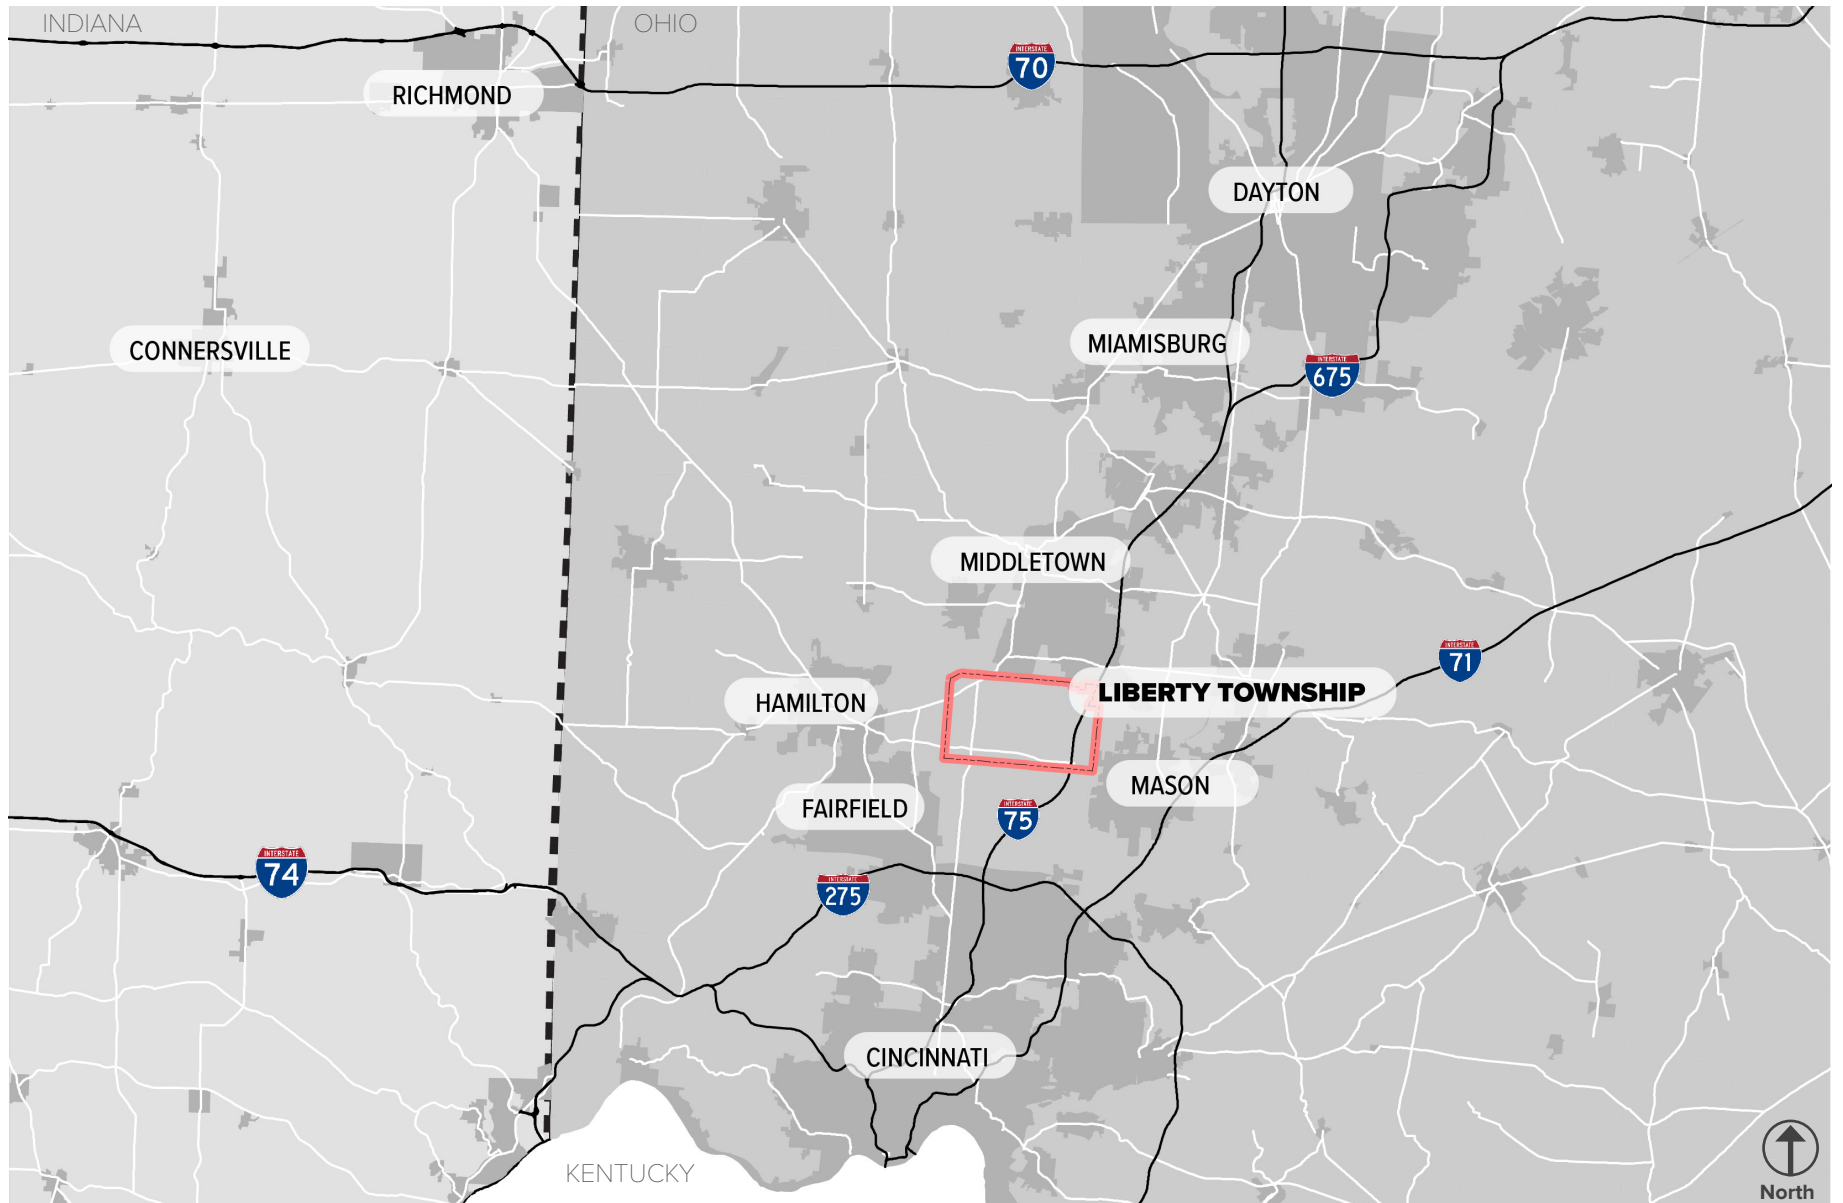 INDIANA
OHIO
INTERSTATE
70
RICHMOND
DAYTON
MIAMISBURG
CONNERSVILLE
INTERSTATE
675
MIDDLETOWN
INTERSTATE
71
LIBERTY TOWNSHIP
HAMILTON
MASON
FAIRFIELD
INTERSTATE
75
INTERSTATE
74
INTERSTATE
275
CINCINNATI
KENTUCKY
North